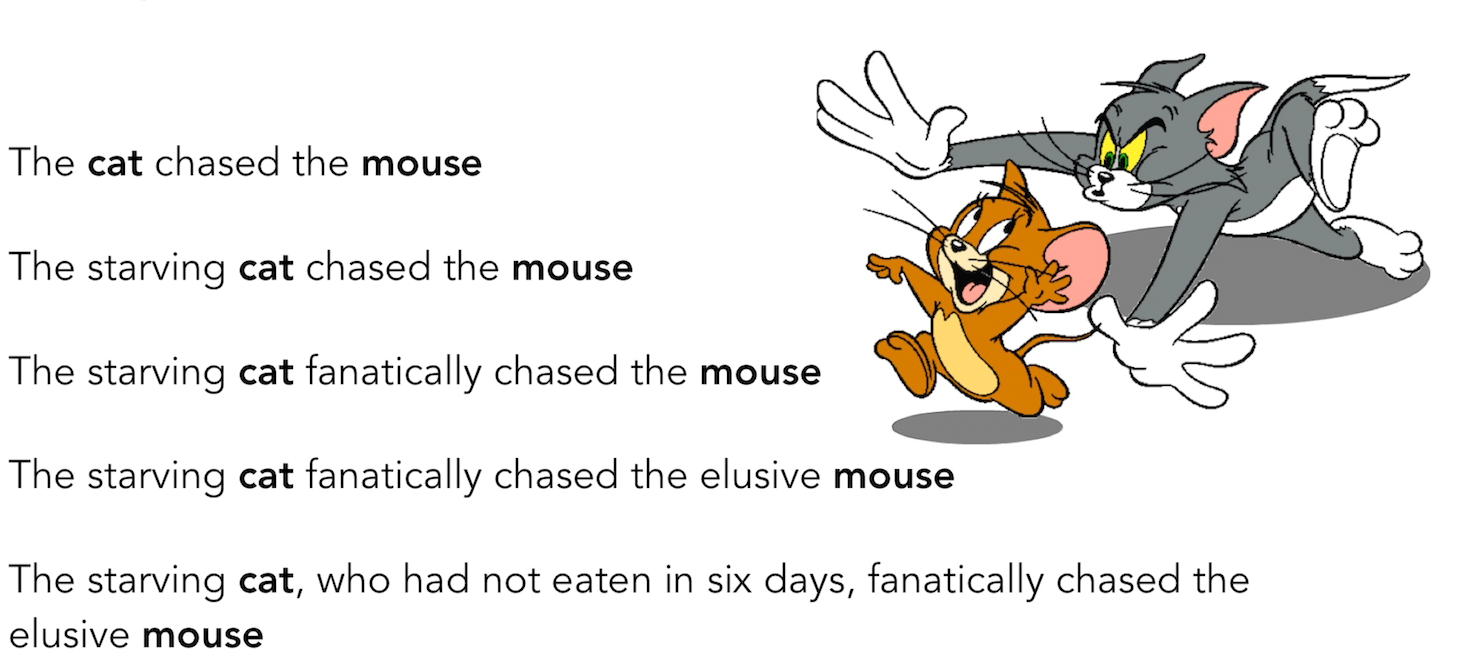 The cat chased the mouse
The starving cat chased the mouse
The starving cat fanatically chased the mouse
The starving cat fanatically chased the elusive mouse
The starving cat, who had not eaten in six days, fanatically chased the
elusive mouse